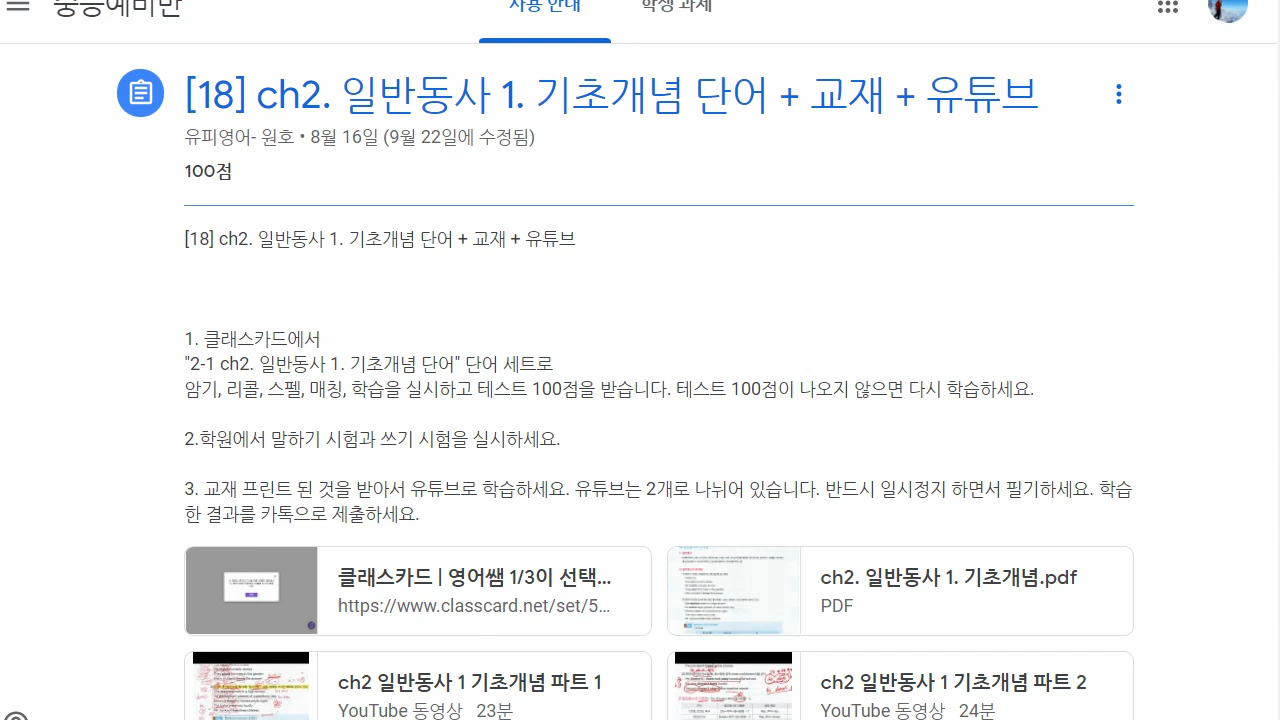 중등예비반
사용 안내
학생 과제
[18] ch2. 일반동사 1. 기초개념 단어 + 교재 + 유튜브
유피영어- 원호 • 8월 16일 (9월 22일에 수정됨)
100점
[18] ch2. 일반동사 1. 기초개념 단어 + 교재 + 유튜브
1. 클래스카드에서
"2-1 ch2. 일반동사 1. 기초개념 단어" 단어 세트로
암기, 리콜, 스펠, 매칭, 학습을 실시하고 테스트 100점을 받습니다. 테스트 100점이 나오지 않으면 다시 학습하세요.
2.학원에서 말하기 시험과 쓰기 시험을 실시하세요.
3. 교재 프린트 된 것을 받아서 유튜브로 학습하세요. 유튜브는 2개로 나뉘어 있습니다. 반드시 일시정지 하면서 필기하세요. 학습
한 결과를 카톡으로 제출하세요.
클래스카드 | 영어쌤 1/3이 선택...
https://www.classcard.net/set/5...
ch2. 일반동사 1. 기초개념.pdf
PDF
ch2 일반동사 1 기초개념 파트 1
YouTube 동영상 23분
ch2 일반동사 1 기초개념 파트 2
YouTube 동영상 24분